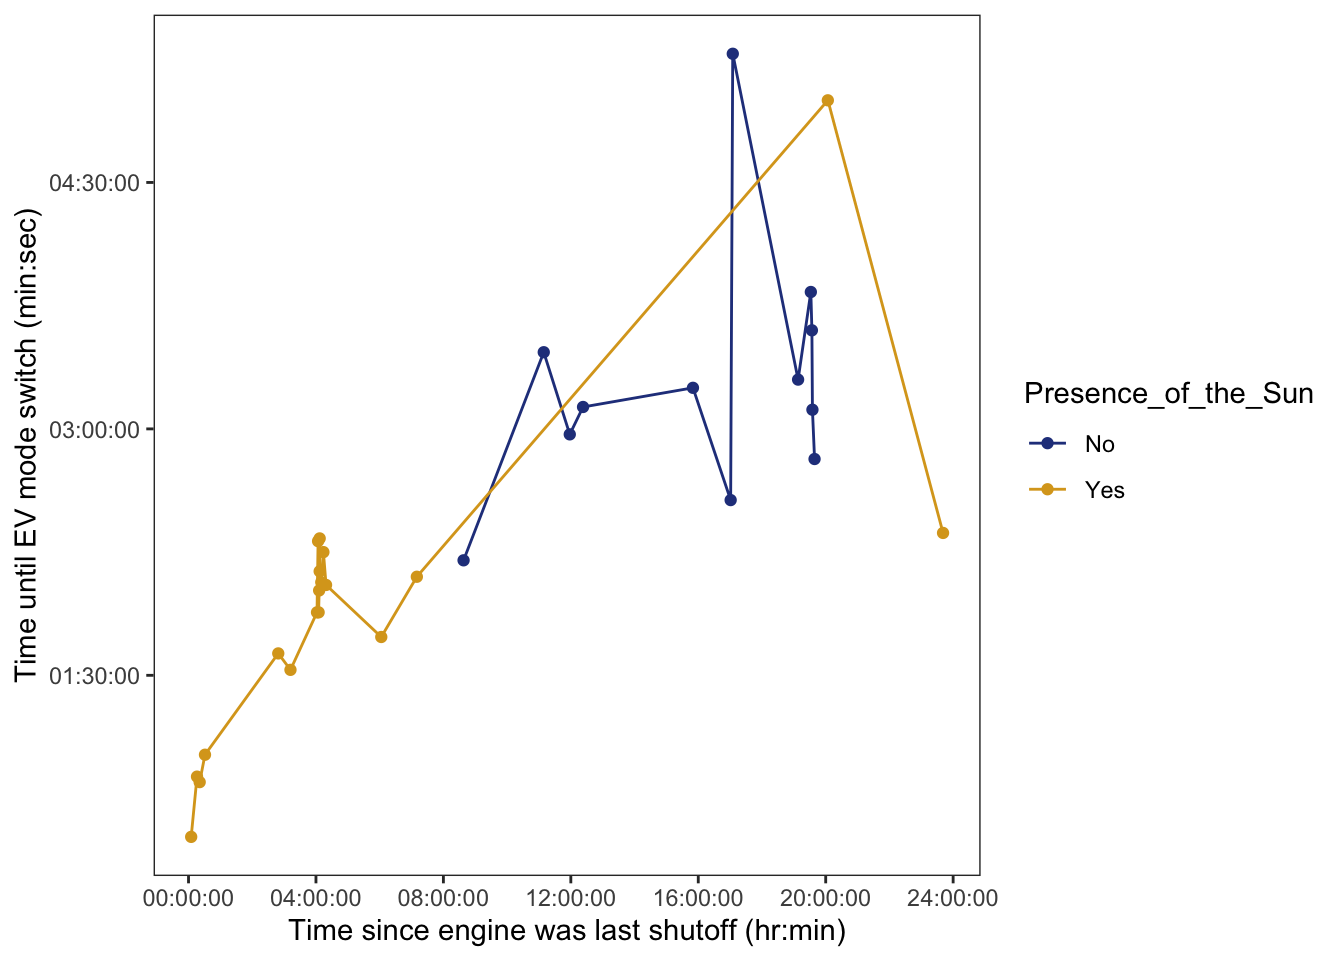 Time until EV mode switch (min:sec)
04:30:00
03:00:00
01:30:00
00:00:00 04:00:00 08:00:00 12:00:00 16:00:00 20:00:00 24:00:00
Time since engine was last shutoff (hr:min)
Presence_of_the_Sun
No
Yes